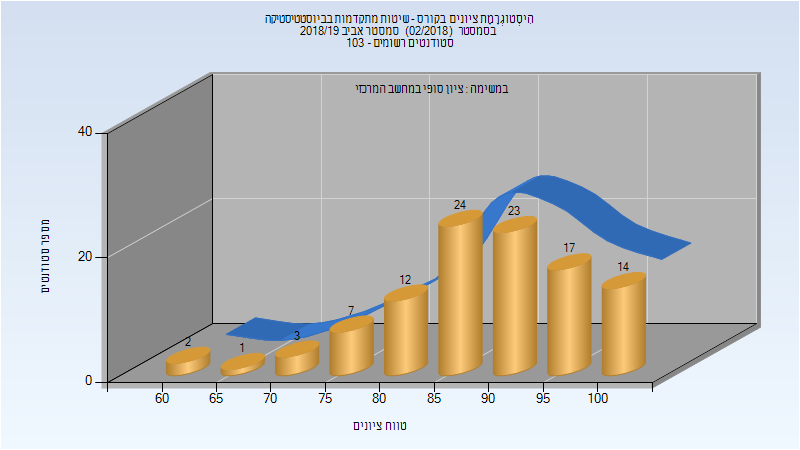 היסטוגרמת ציונים בקורס - שיטות מתקדמות בביוסטטיסטיקה
בסמסטר (02/2018) סמסטר אביב 2018/19
סטודנטים רשומים - 103
במשימה : ציון סופי במחשב המרכזי
מספר סטודנטים
40
20
0
2
1
3
7
12
24
23
17
14
60 65 70 75 80 85 90 95 100
טווח ציונים